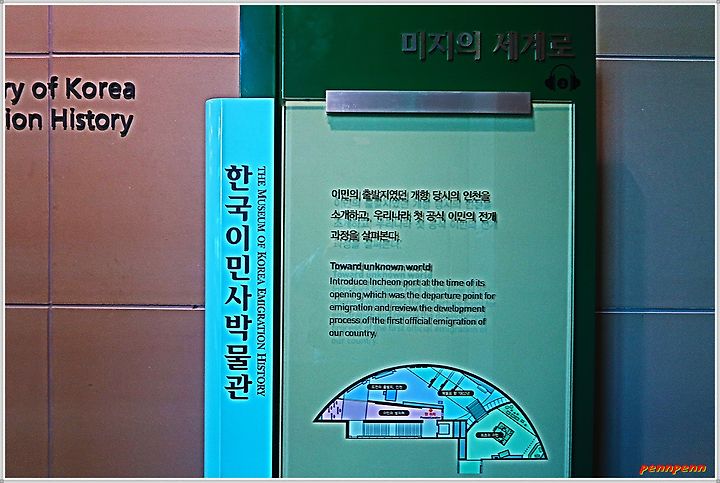 ry of Korea
ion History
한국이민사박물관
THE MUSEUM OF KOREA EMIGRATION HISTORY
미지의 세계로
이민의 출발지였던 개항 당시의 인천을
소개하고, 우리나라 첫 공식 이민의 전개
과정을 살펴본다.
Toward unknown world
Introduce Incheon port at the time of its
opening which was the departure point for
emigration and review the development
process of the first official emigration of
our country.
pennpenn